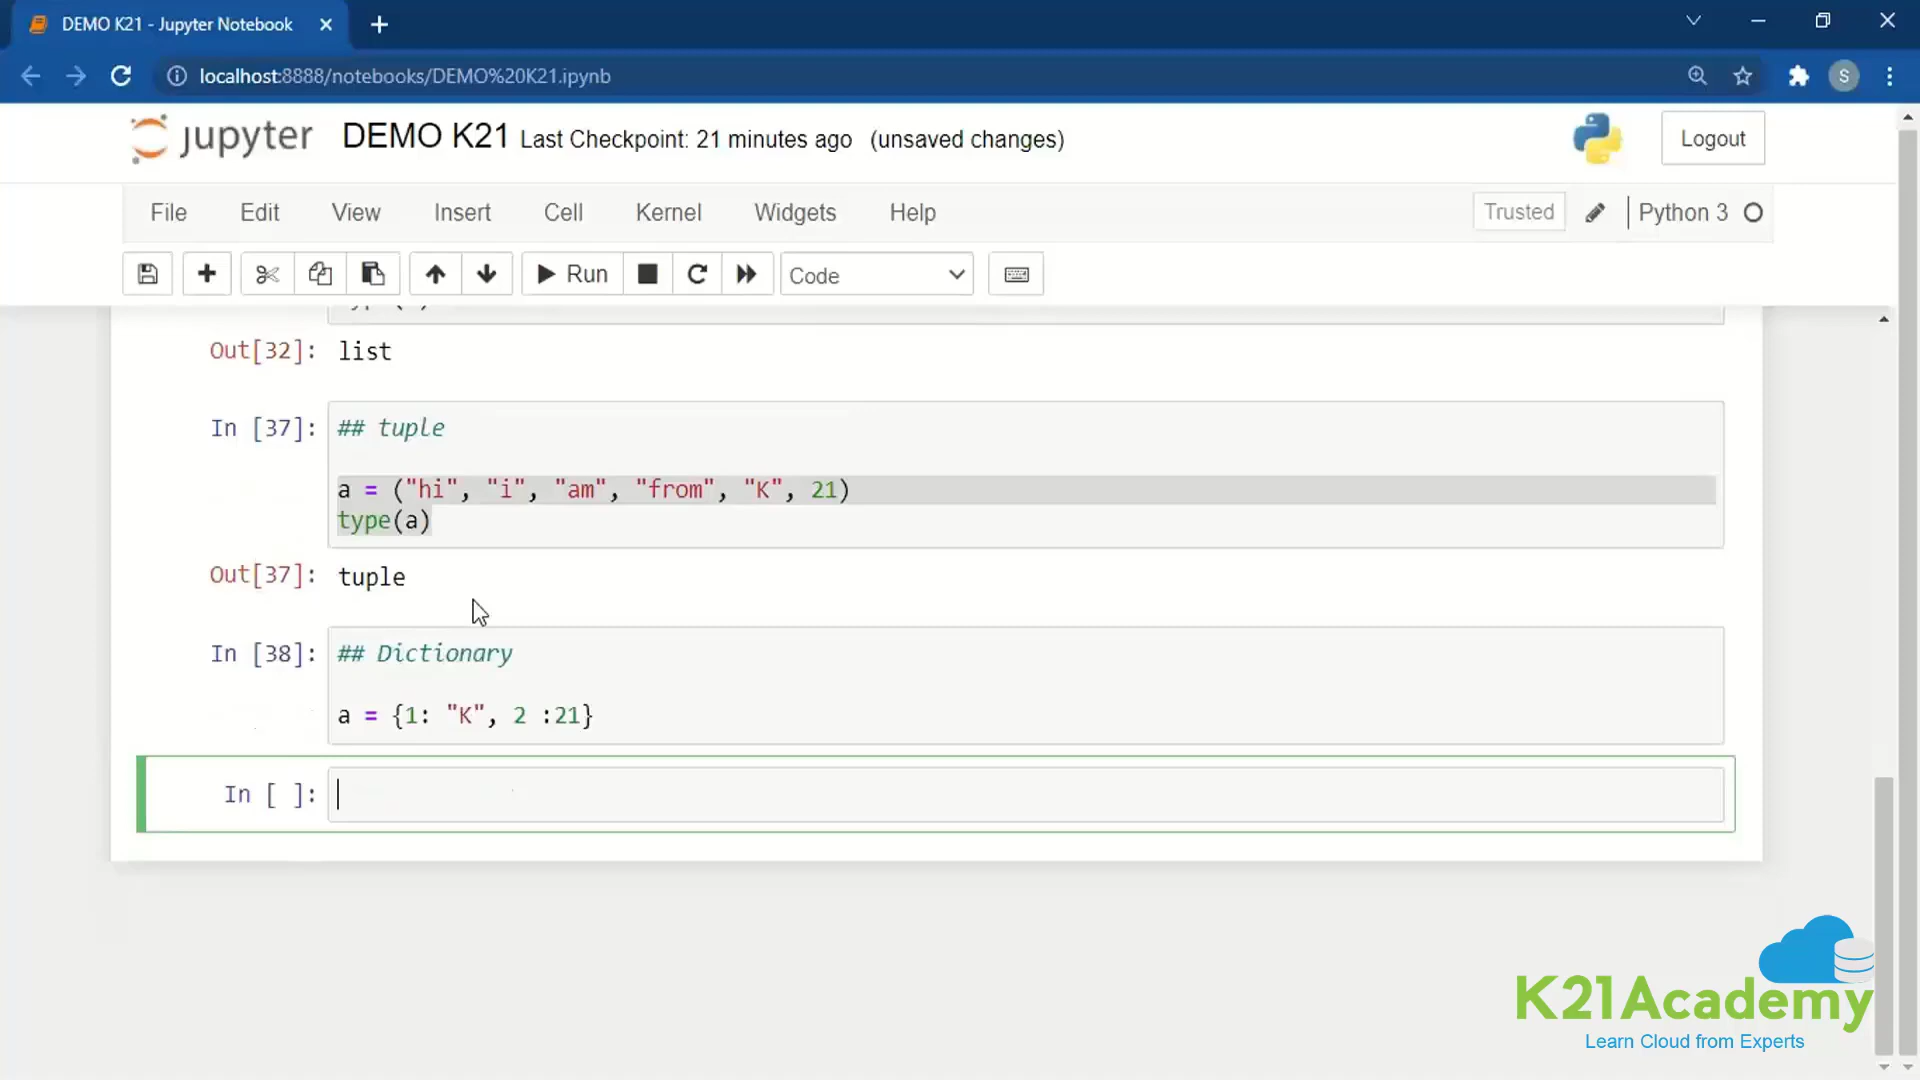 DEMO K21 - Jupyter Notebook
localhost:8888/notebooks/DEMO%20K21.ipynb
S
jupyter DEMO K21 Last Checkpoint: 21 minutes ago (unsaved changes)
Logout
File Edit View Insert Cell Kernel Widgets Help
Trusted
Python 3
Run
Code
Out[32]: list
In [37]: ## tuple
a = ("hi", "i", "am", "from", "K", 21)
type(a)
Out[37]: tuple
In [38]: ## Dictionary
a = {1: "K", 2 :21}
In [ ]:
K21Academy
Learn Cloud from Experts